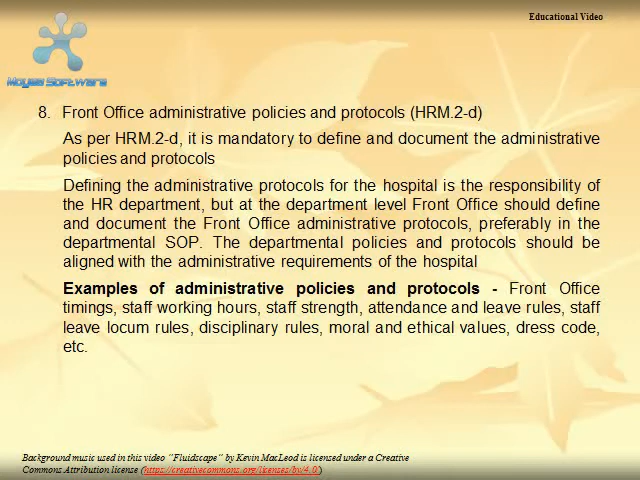 Educational Video
Moyae Software
8. Front Office administrative policies and protocols (HRM.2-d)
As per HRM.2-d, it is mandatory to define and document the administrative
policies and protocols
Defining the administrative protocols for the hospital is the responsibility of
the HR department, but at the department level Front Office should define
and document the Front Office administrative protocols, preferably in the
departmental SOP. The departmental policies and protocols should be
aligned with the administrative requirements of the hospital
Examples of administrative policies and protocols - Front Office
timings, staff working hours, staff strength, attendance and leave rules, staff
leave locum rules, disciplinary rules, moral and ethical values, dress code,
etc.
Background music used in this video "Fluidscape" by Kevin MacLeod is licensed under a Creative
Commons Attribution license (https://creativecommons.org/licenses/by/4.0/)